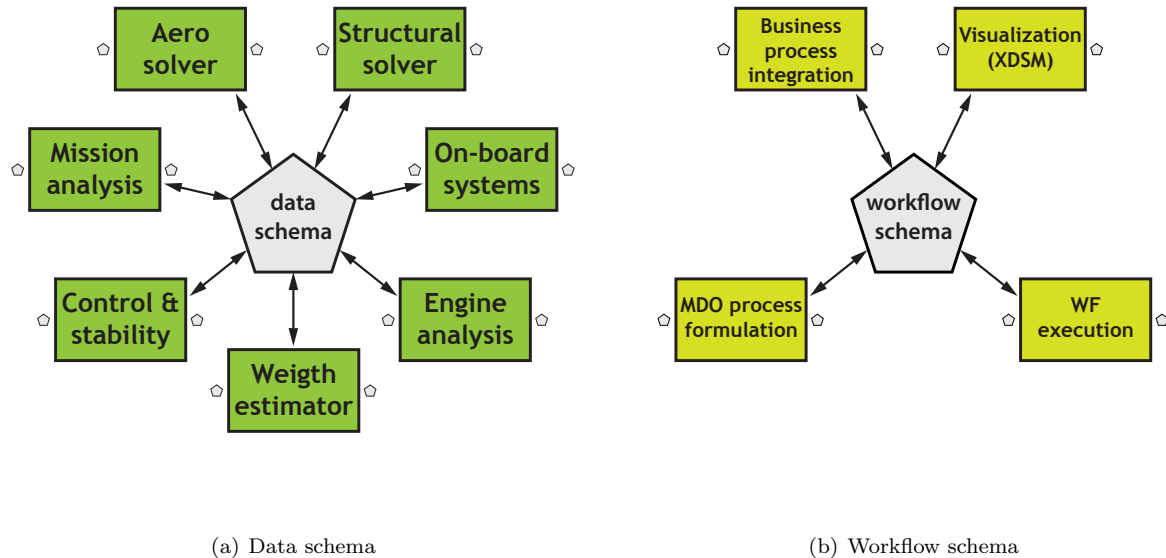 Aero
solver
Structural
solver
Mission
analysis
On-board
systems
data
schema
Control &
stability
Engine
analysis
Weigth
estimator
(a) Data schema
Business
process
integration
Visualization
(XDSM)
workflow
schema
MDO process
formulation
WF
execution
(b) Workflow schema